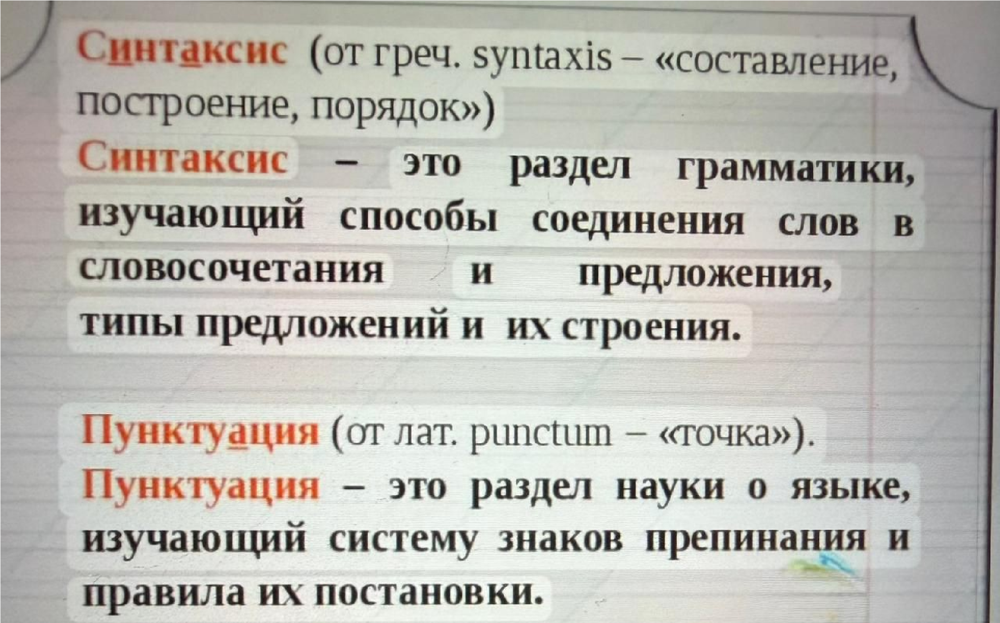 Синтаксис (от греч. syntaxis – «составление,
построение, порядок»)
Синтаксис – это раздел грамматики,
изучающий способы соединения слов в
словосочетания и предложения,
типы предложений и их строения.
Пунктуация (от лат. punctum – «точка»).
Пунктуация – это раздел науки о языке,
изучающий систему знаков препинания и
правила их постановки.